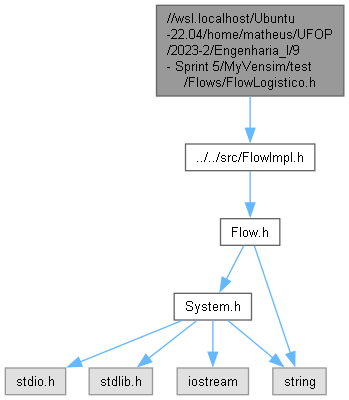 //wsl.localhost/Ubuntu
-22.04/home/matheus/UFOP
/2023-2/Engenharia_I/9
- Sprint 5/MyVensim/test
/Flows/FlowLogistico.h
../../src/FlowImpl.h
Flow.h
System.h
stdio.h
stdlib.h
iostream
string